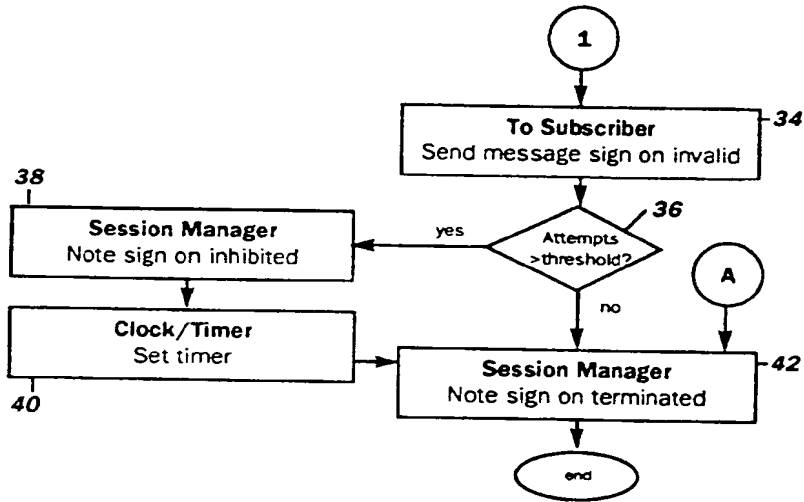 1
34
To Subscriber
Send message sign on invalid
38
36
Session Manager
Note sign on inhibited
yes
Attempts
>threshold?
A
no
Clock/Timer
Set timer
40
42
Session Manager
Note sign on terminated
end